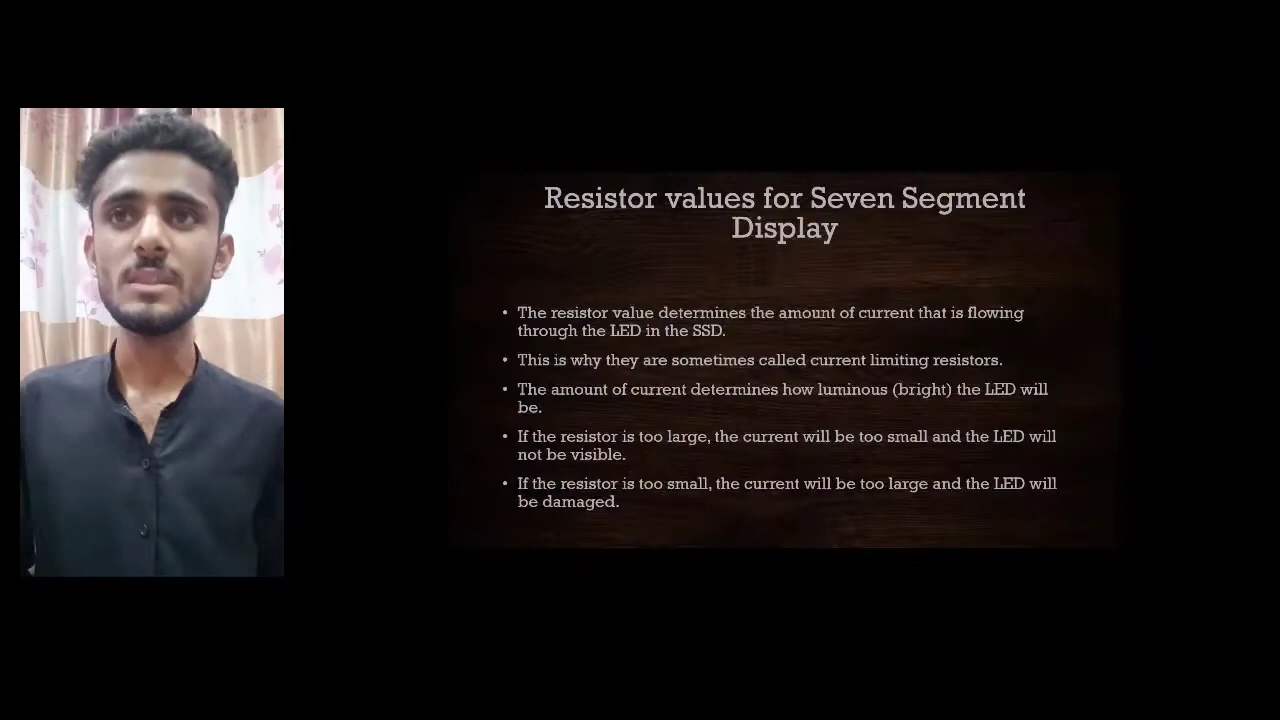 Resistor values for Seven Segment
Display
• The resistor value determines the amount of current that is flowing
through the LED in the SSD.
• This is why they are sometimes called current limiting resistors.
• The amount of current determines how luminous (bright) the LED will
be.
• If the resistor is too large, the current will be too small and the LED will
not be visible.
• If the resistor is too small, the current will be too large and the LED will
be damaged.